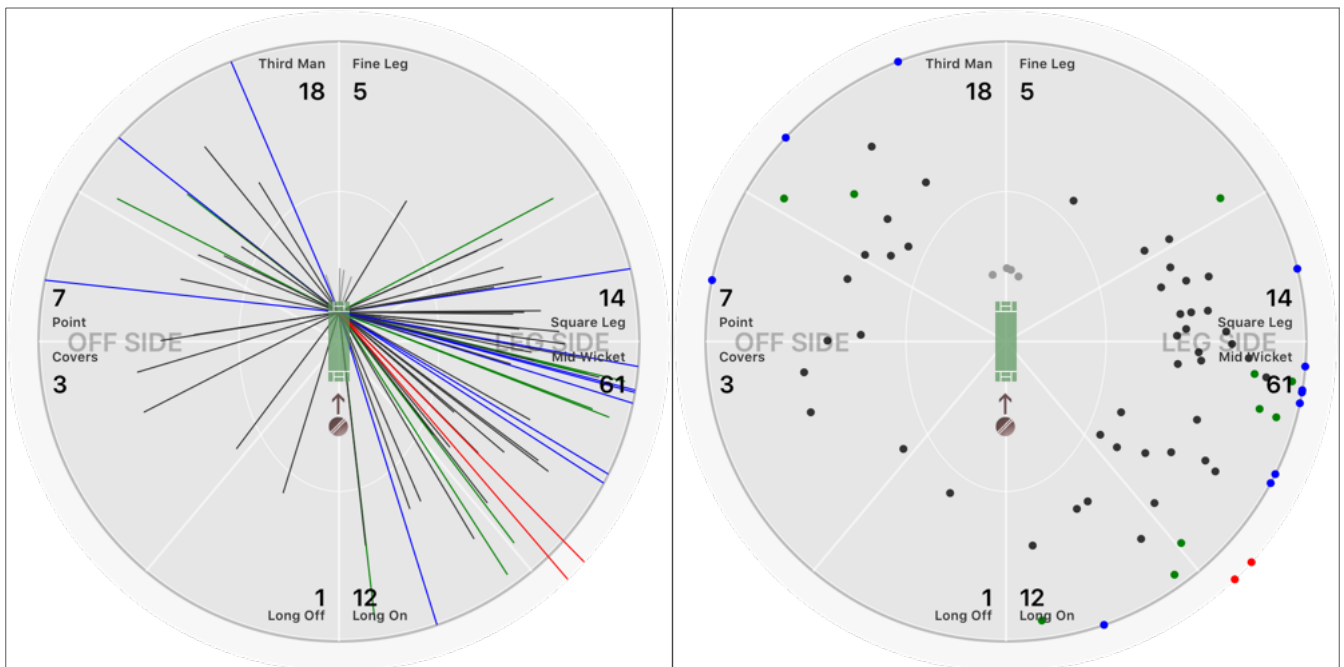 Third Man Fine Leg
18 5
7 14
Point Square Leg
OFF SIDE LEG SIDE
Covers Mid Wicket
3 61
1 12
Long Off Long On
Third Man Fine Leg
18 5
7 14
Point Square Leg
OFF SIDE LEG SIDE
Covers Mid Wicket
3 61
1 12
Long Off Long On